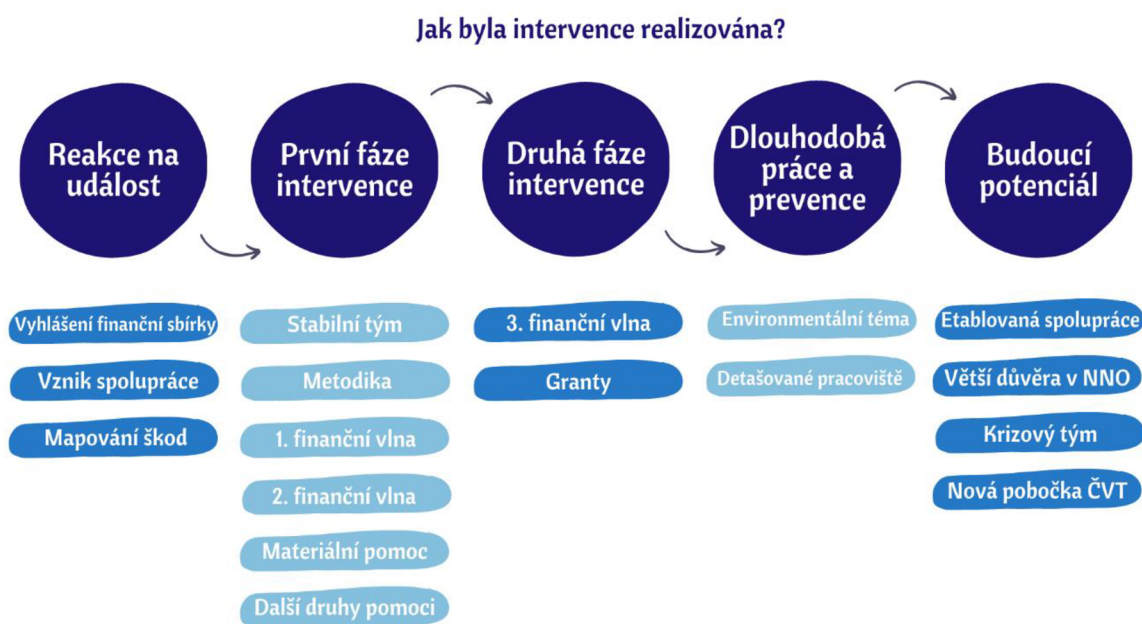 Jak byla intervence realizována?
Reakce na
událost
První fáze
intervence
Druhá fáze
intervence
Dlouhodobá
práce a
prevence
Budoucí
potenciál
Vyhlášení finanční sbírky
Vznik spolupráce
Mapování škod
Stabilní tým
Metodika
1. finanční vlna
2. finanční vlna
Materiální pomoc
Další druhy pomoci
3. finanční vlna
Granty
Environmentální téma
Detašované pracoviště
Etablovaná spolupráce
Větší důvěra v NNO
Krizový tým
Nová pobočka ČVT